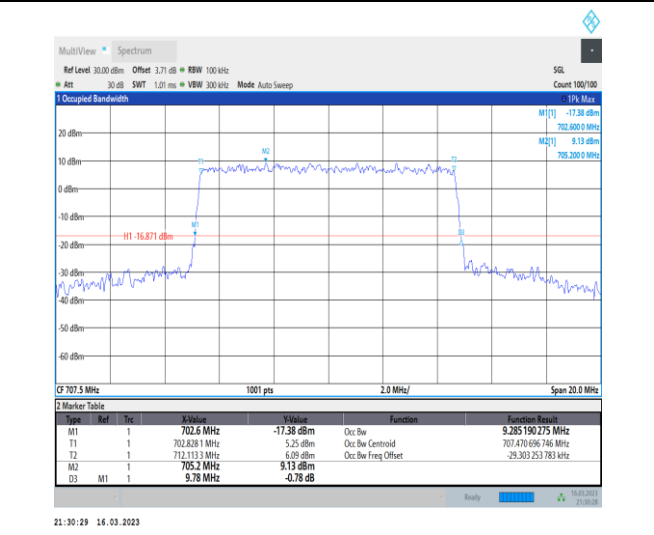 MultiView Spectrum
Ref Level 30.00 dBm Offset 3.71 dB RBW 100 kHz SGL
Att 30 dB SWT 1.01 ms VBW 300 kHz Mode Auto Sweep Count 100/100
1 Occupied Bandwidth 1Pk Max
M1[1] -17.38 dBm
702.600 0 MHz
M2[1] 9.13 dBm
705.200 0 MHz
20 dBm
M2
T1 T2
10 dBm
0 dBm
-10 dBm
M1
D3
H1 -16.871 dBm
-20 dBm
-30 dBm
-40 dBm
-50 dBm
-60 dBm
CF 707.5 MHz 1001 pts 2.0 MHz/ Span 20.0 MHz
2 Marker Table
Type Ref Trc X-Value Y-Value Function Function Result
M1 1 702.6 MHz -17.38 dBm Occ Bw 9.285 190 275 MHz
T1 1 702.828 1 MHz 5.25 dBm Occ Bw Centroid 707.470 696 746 MHz
T2 1 712.113 3 MHz 6.09 dBm Occ Bw Freq Offset -29.303 253 783 kHz
M2 1 705.2 MHz 9.13 dBm
D3 M1 1 9.78 MHz -0.78 dB
Ready 16.03.2023
21:30:28
21:30:29 16.03.2023